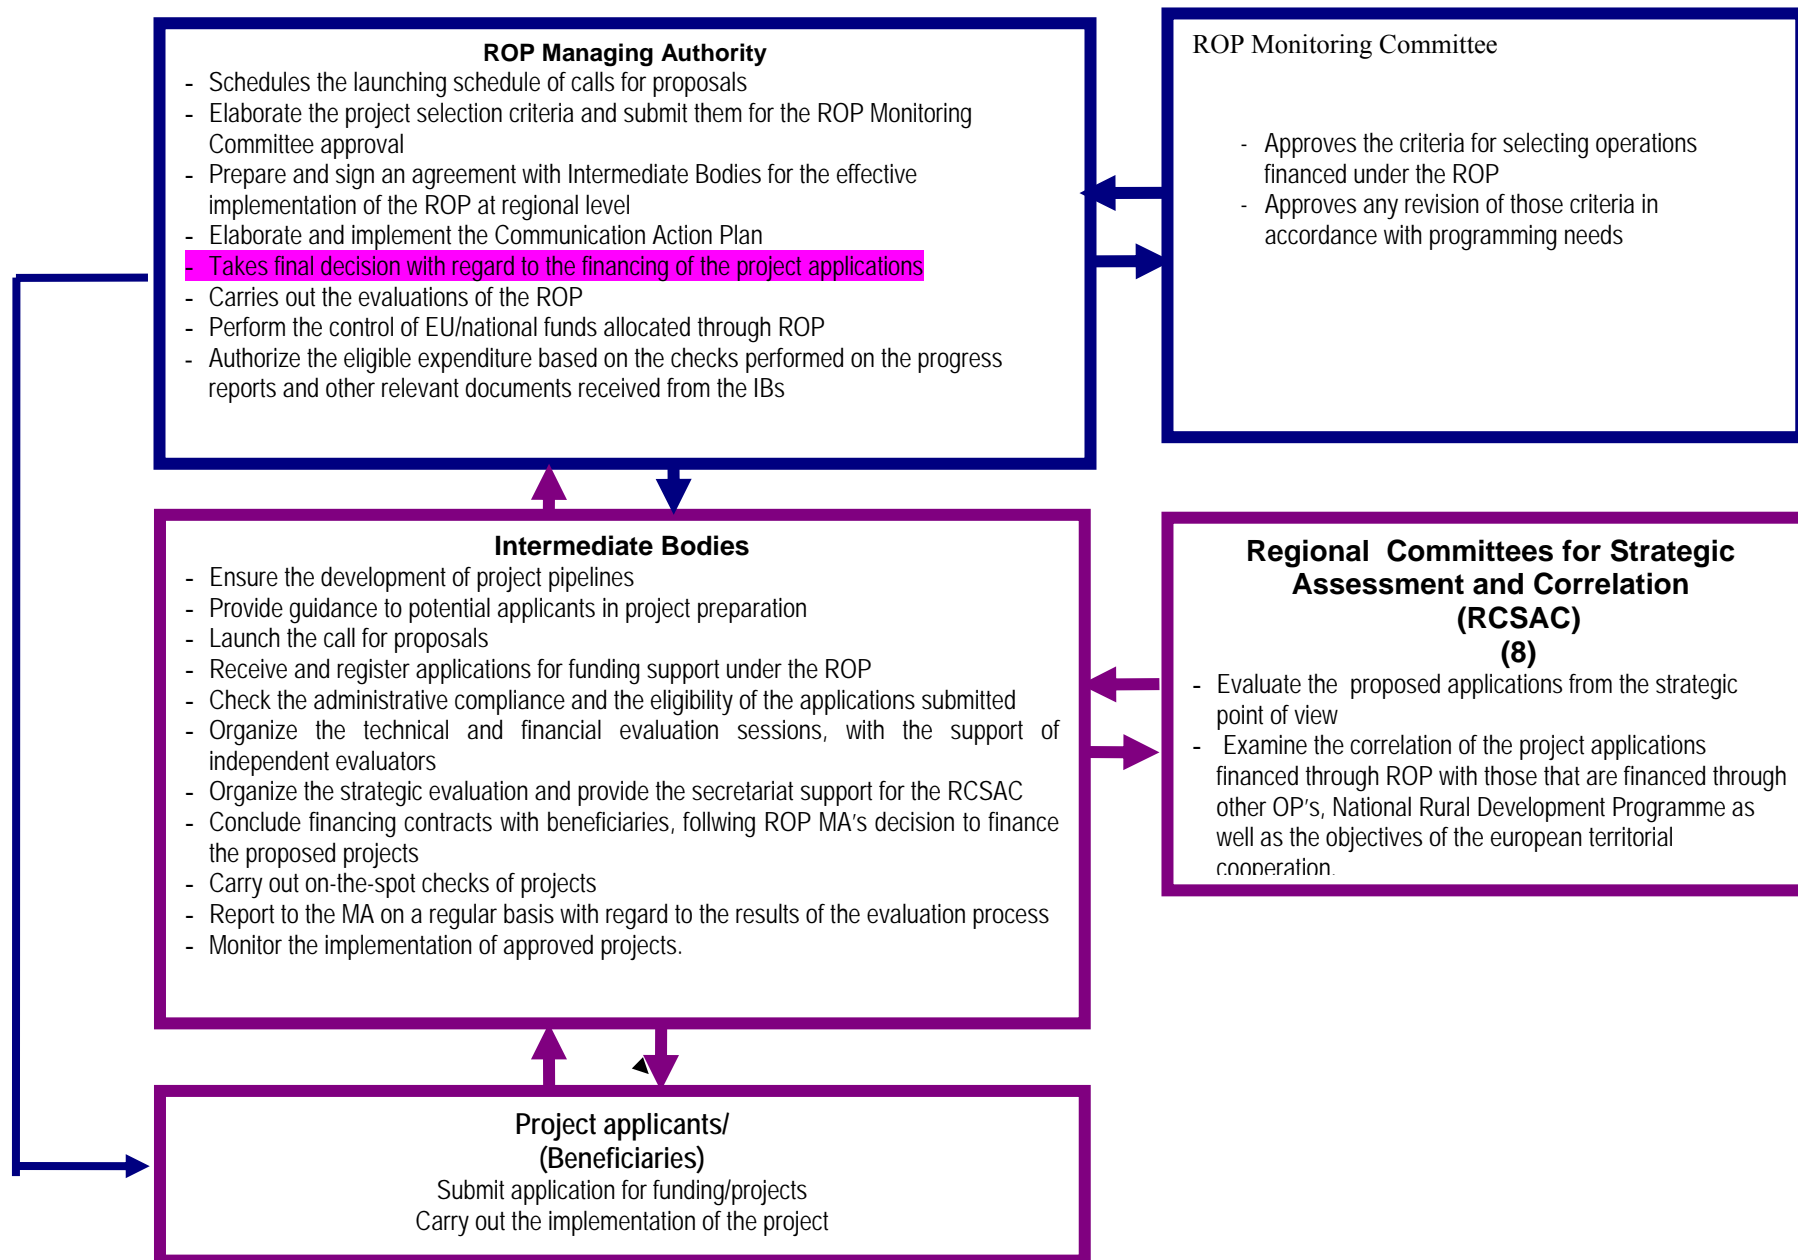 ROP Managing Authority
- Schedules the launching schedule of calls for proposals
- Elaborate the project selection criteria and submit them for the ROP Monitoring
Committee approval
- Prepare and sign an agreement with Intermediate Bodies for the effective
implementation of the ROP at regional level
- Elaborate and implement the Communication Action Plan
- Takes final decision with regard to the financing of the project applications
- Carries out the evaluations of the ROP
- Perform the control of EU/national funds allocated through ROP
- Authorize the eligible expenditure based on the checks performed on the progress
reports and other relevant documents received from the IBs
ROP Monitoring Committee
- Approves the criteria for selecting operations
financed under the ROP
- Approves any revision of those criteria in
accordance with programming needs
Intermediate Bodies
- Ensure the development of project pipelines
- Provide guidance to potential applicants in project preparation
- Launch the call for proposals
- Receive and register applications for funding support under the ROP
- Check the administrative compliance and the eligibility of the applications submitted
- Organize the technical and financial evaluation sessions, with the support of
independent evaluators
- Organize the strategic evaluation and provide the secretariat support for the RCSAC
- Conclude financing contracts with beneficiaries, follwing ROP MA's decision to finance
the proposed projects
- Carry out on-the-spot checks of projects
- Report to the MA on a regular basis with regard to the results of the evaluation process
- Monitor the implementation of approved projects.
Regional Committees for Strategic
Assessment and Correlation
(RCSAC)
(8)
- Evaluate the proposed applications from the strategic
point of view
- Examine the correlation of the project applications
financed through ROP with those that are financed through
other OP's, National Rural Development Programme as
well as the objectives of the european territorial
cooperation.
Project applicants/
(Beneficiaries)
Submit application for funding/projects
Carry out the implementation of the project